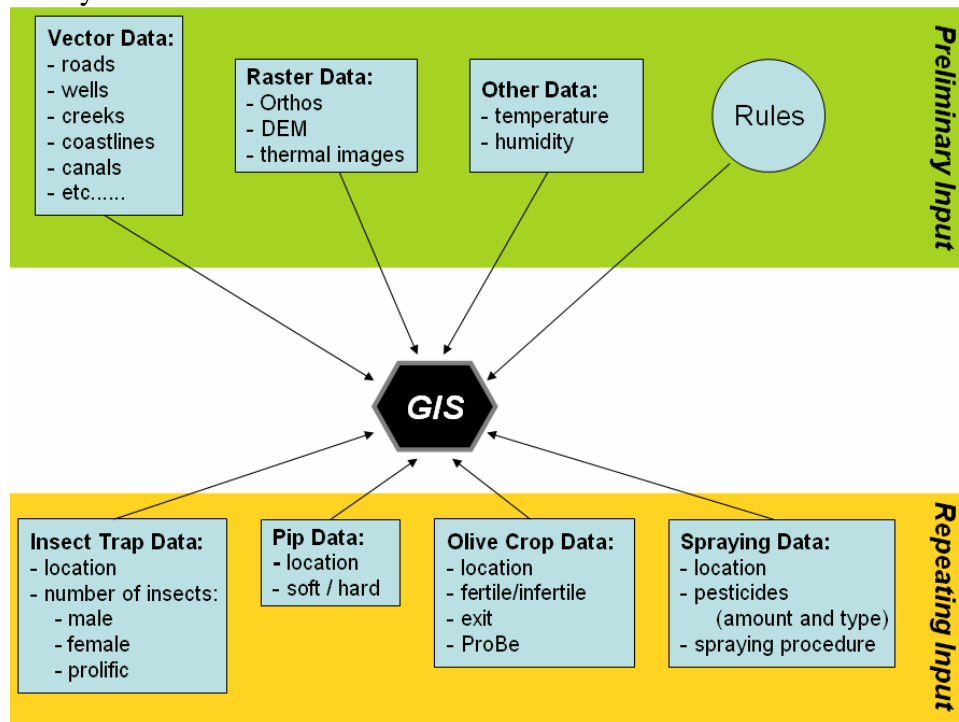 Vector Data:
- roads
- wells
- creeks
- coastlines
- canals
- etc......
Raster Data:
- Orthos
- DEM
- thermal images
Other Data:
- temperature
- humidity
Rules
Preliminary Input
GIS
Insect Trap Data:
- location
- number of insects:
- male
- female
- prolific
Pip Data:
- location
- soft / hard
Olive Crop Data:
- location
- fertile/infertile
- exit
- ProBe
Spraying Data:
- location
- pesticides
(amount and type)
- spraying procedure
Repeating Input